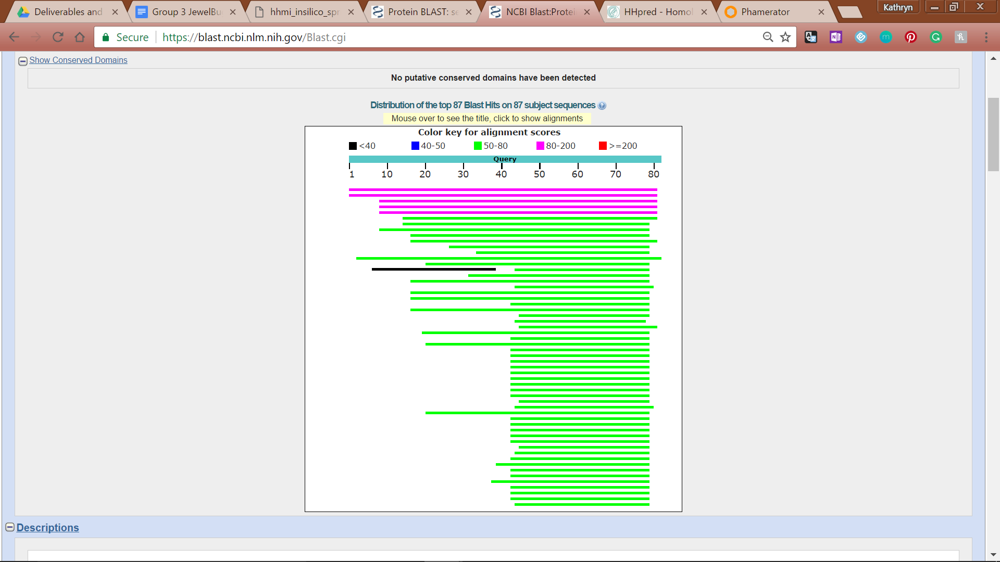 Deliverables and
Group 3 JewelBu
hhmi_insilico_spr
Protein BLAST: se
NCBI Blast:Protei
HHpred - Homol
Phamerator
Kathryn
Secure
https://blast.ncbi.nlm.nih.gov/Blast.cgi
Show Conserved Domains
No putative conserved domains have been detected
Distribution of the top 87 Blast Hits on 87 subject sequences
Mouse over to see the title, click to show alignments
Color key for alignment scores
<40 40-50 50-80 80-200 >=200
Query
1 10 20 30 40 50 60 70 80
Descriptions